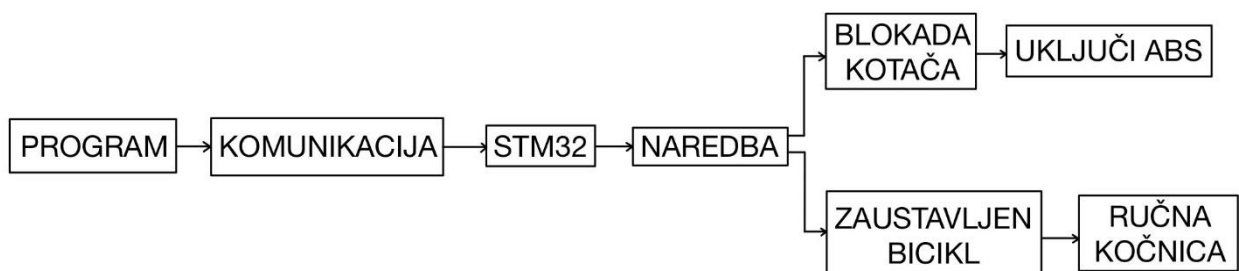 PROGRAM
KOMUNIKACIJA
STM32
NAREDBA
BLOKADA
KOTAČA
UKLJUČI ABS
ZAUSTAVLJEN
BICIKL
RUČNA
KOČNICA